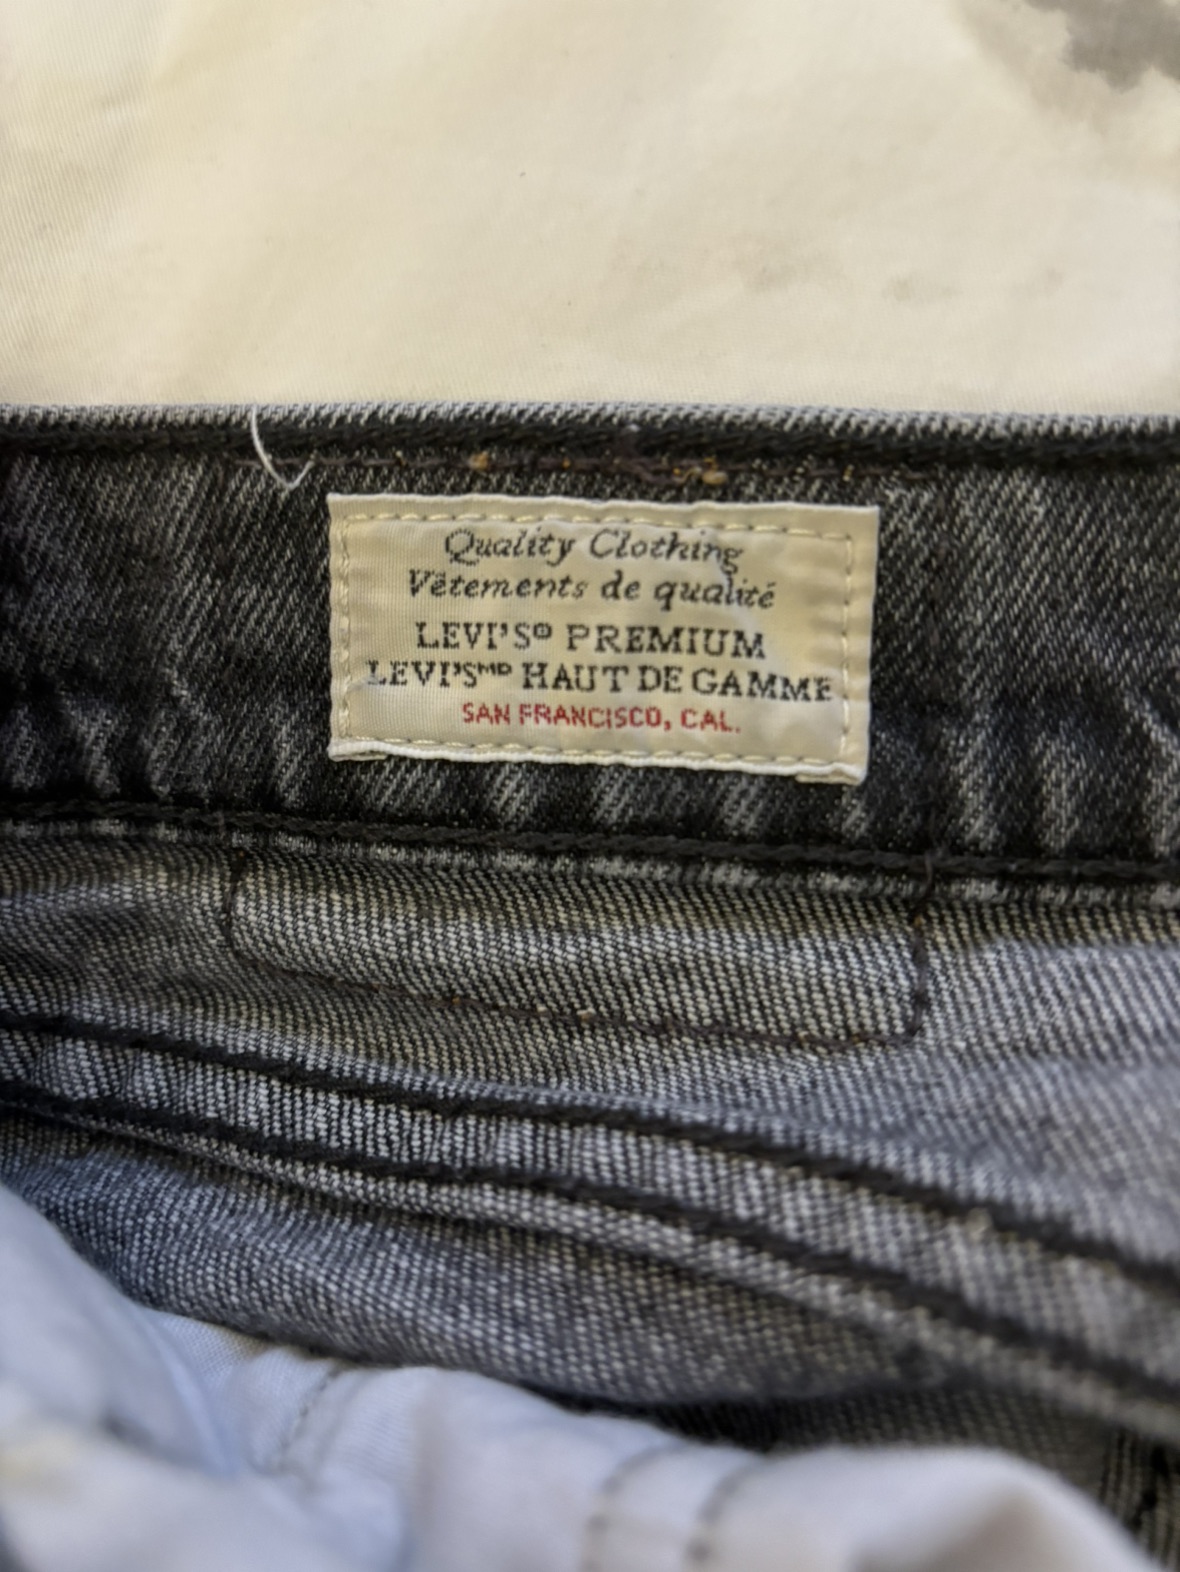 Quality Clothing
Vêtements de qualité
LEVI'S® PREMIUM
LEVI'SMD HAUT DE GAMME
SAN FRANCISCO, CAL.